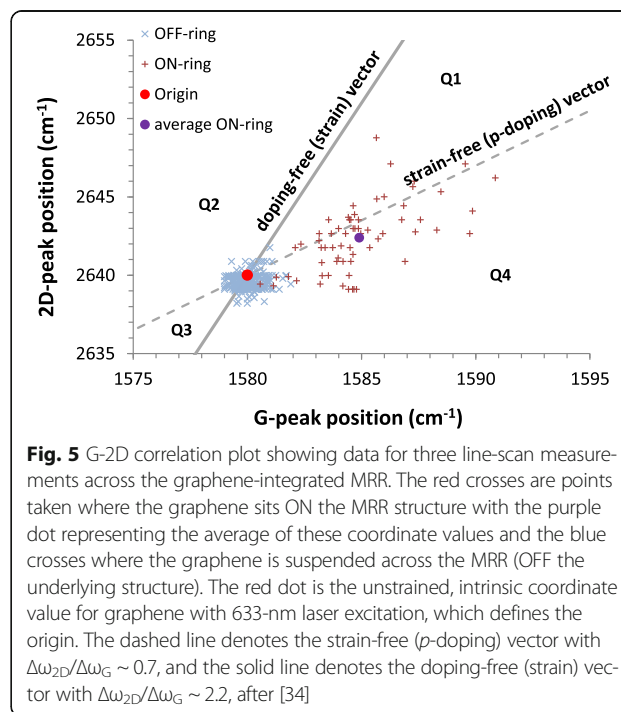 2655
2650
2645
2640
2635
2D-peak position (cm⁻¹)
× OFF-ring
+ ON-ring
● Origin
● average ON-ring
doping-free (strain) vector
strain-free (p-doping) vector
Q1
Q2
Q3
Q4
1575 1580 1585 1590 1595
G-peak position (cm⁻¹)
Fig. 5 G-2D correlation plot showing data for three line-scan measure-
ments across the graphene-integrated MRR. The red crosses are points
taken where the graphene sits ON the MRR structure with the purple
dot representing the average of these coordinate values and the blue
crosses where the graphene is suspended across the MRR (OFF the
underlying structure). The red dot is the unstrained, intrinsic coordinate
value for graphene with 633-nm laser excitation, which defines the
origin. The dashed line denotes the strain-free (p-doping) vector with
Δω2D/ΔωG ~ 0.7, and the solid line denotes the doping-free (strain) vec-
tor with Δω2D/ΔωG ~ 2.2, after [34]